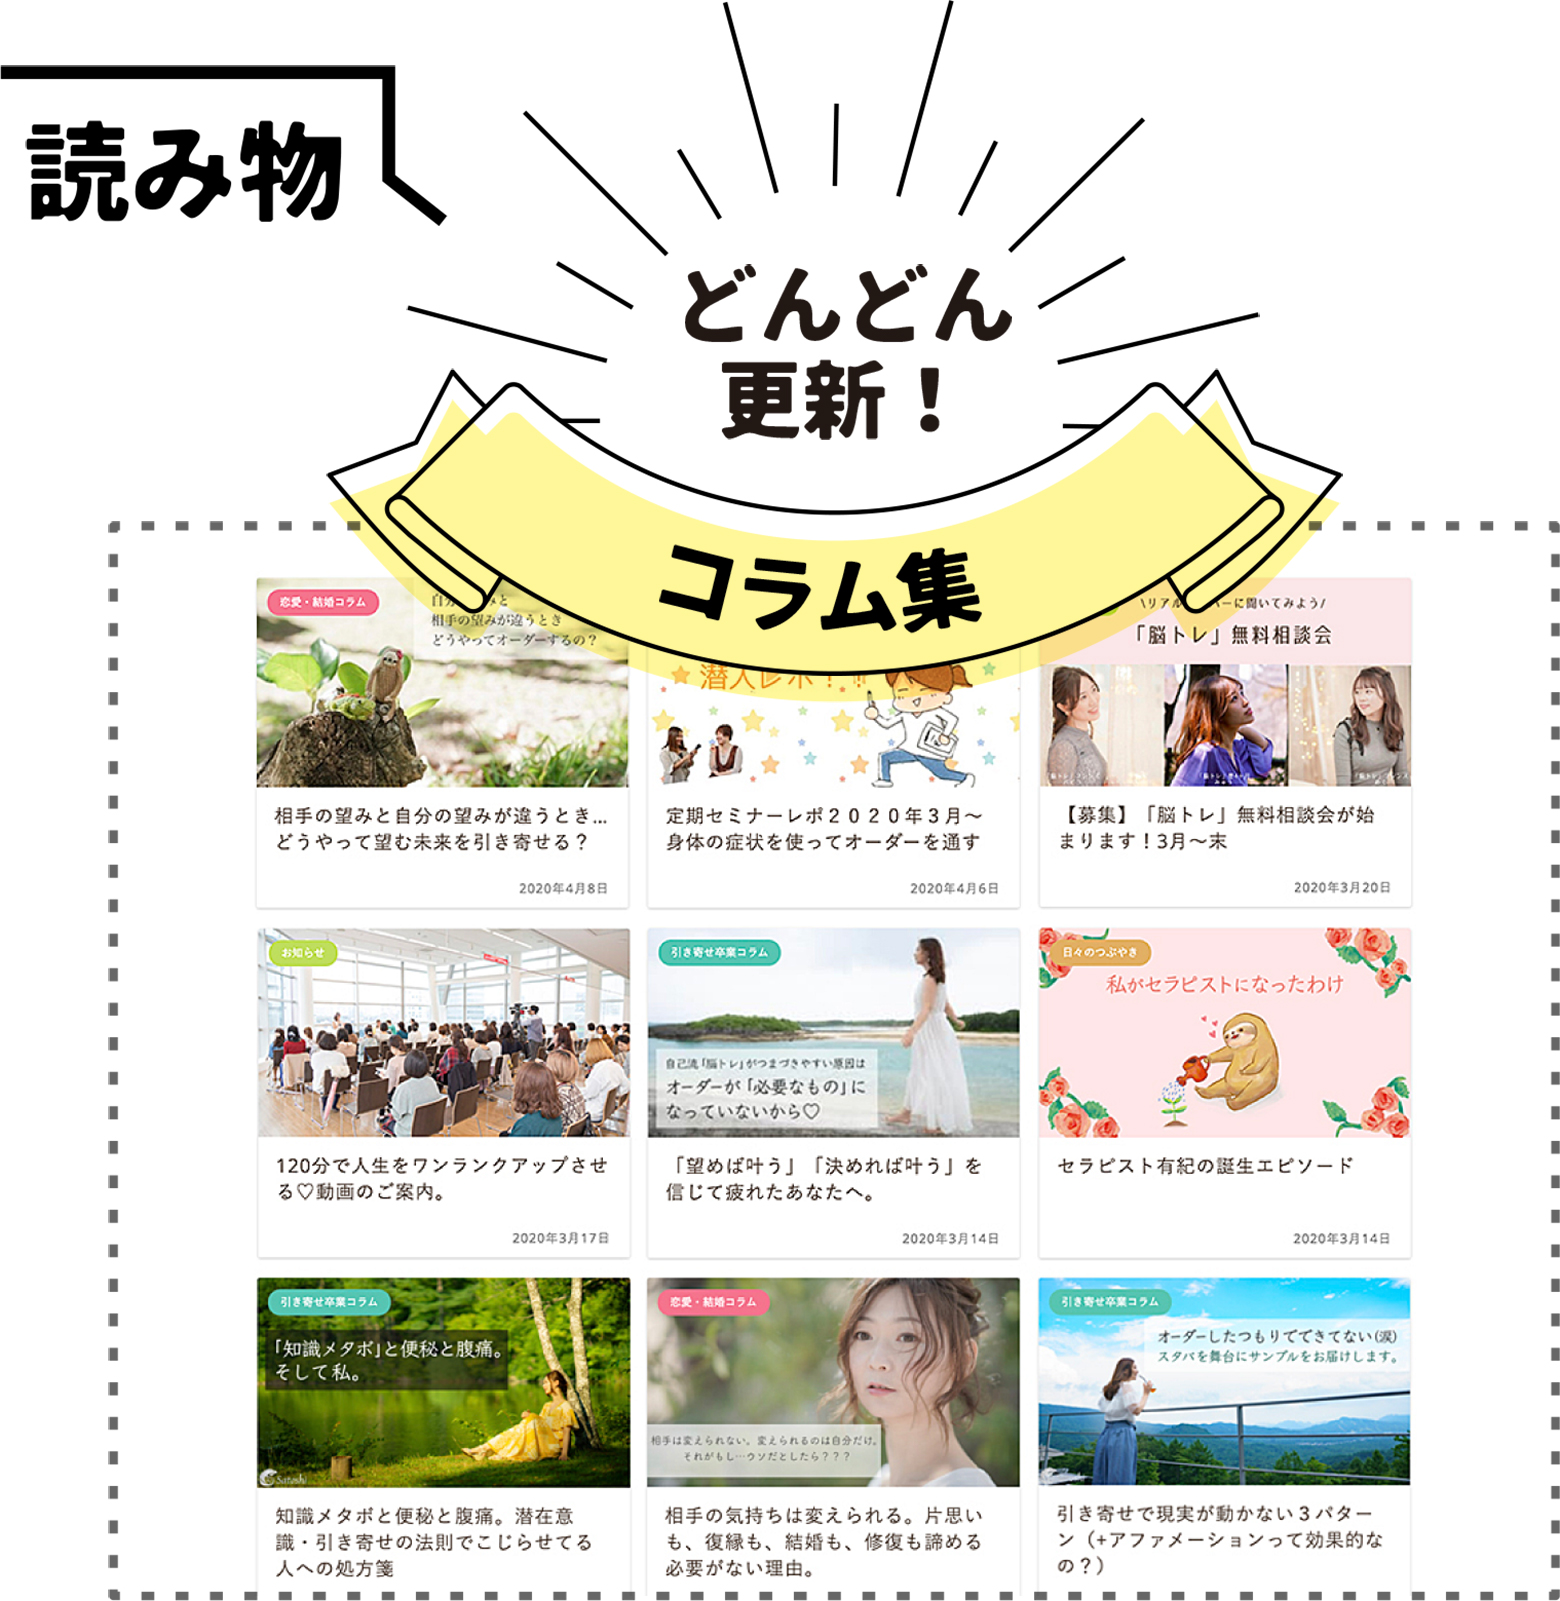 読み物
どんどん
更新！
コラム集
恋愛・結婚コラム
相手の望みが違うとき
どうやってオーダーするの？
相手の望みと自分の望みが違うとき…
どうやって望む未来を引き寄せる？
2020年4月8日
潜入レポ！！
定期セミナーレポ２０２０年３月〜
身体の症状を使ってオーダーを通す
2020年4月6日
に聞いてみよう/
「脳トレ」無料相談会
【募集】「脳トレ」無料相談会が始
まります！3月〜末
2020年3月20日
お知らせ
120分で人生をワンランクアップさせ
る♡動画のご案内。
2020年3月17日
引き寄せ卒業コラム
自己流「脳トレ」がつまづきやすい原因は
オーダーが「必要なもの」に
なっていないから♡
「望めば叶う」「決めれば叶う」を
信じて疲れたあなたへ。
2020年3月14日
日々のつぶやき
私がセラピストになったわけ
セラピスト有紀の誕生エピソード
2020年3月14日
引き寄せ卒業コラム
「知識メタボ」と便秘と腹痛。
そして私。
Satoshi
知識メタボと便秘と腹痛。潜在意
識・引き寄せの法則でこじらせてる
人への処方箋
恋愛・結婚コラム
相手は変えられない。変えられるのは自分だけ。
それがもし…ウソだとしたら？？？
相手の気持ちは変えられる。片思い
も、復縁も、結婚も、修復も諦める
必要がない理由。
引き寄せ卒業コラム
オーダーしたつもりでできてない(涙)
スタバを舞台にサンプルをお届けします。
引き寄せで現実が動かない３パター
ン（+アファメーションって効果的な
の？）